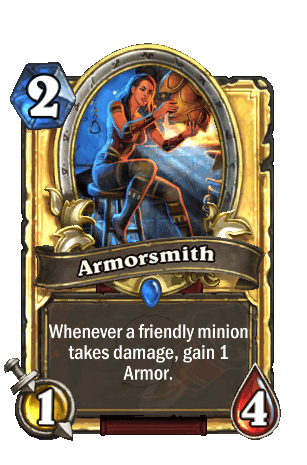 2
Armorsmith
Whenever a friendly minion
takes damage, gain 1
Armor.
1
4